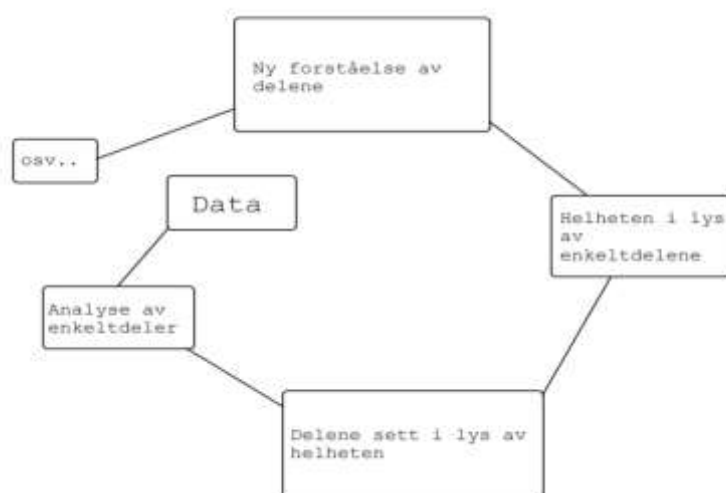 Ny forståelse av
delene
osv..
Data
Helheten i lys
av
enkeltdelene
Analyse av
enkeltdeler
Delene sett i lys av
helheten